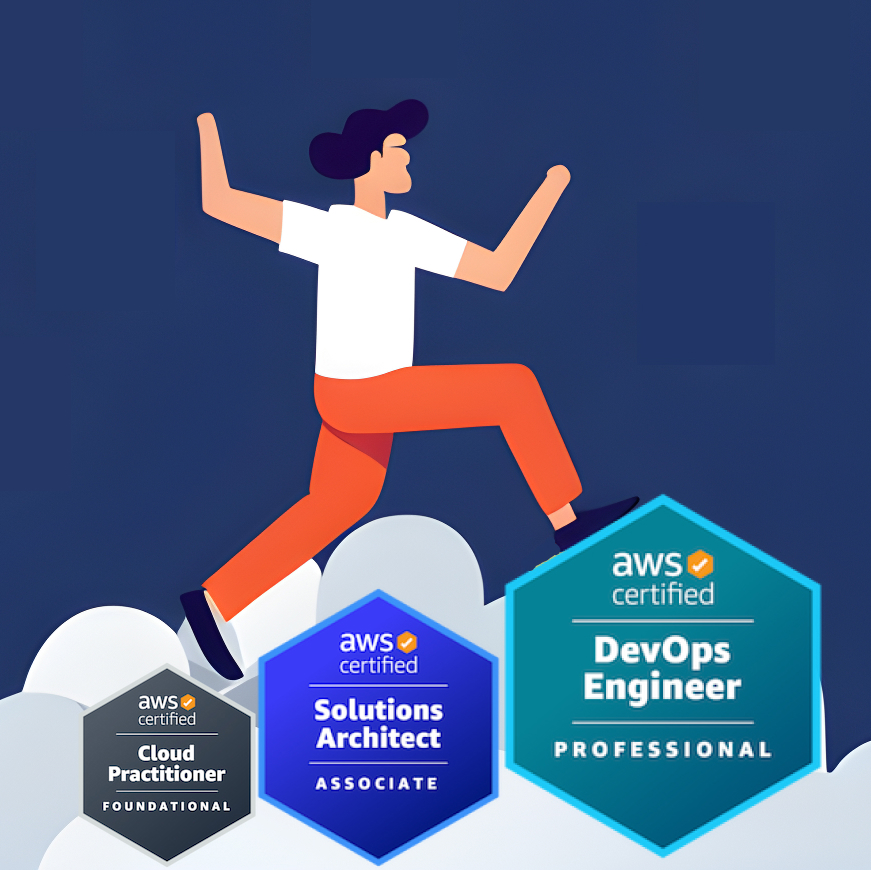 aws
certified
Cloud
Practitioner
FOUNDATIONAL
aws
certified
Solutions
Architect
ASSOCIATE
aws
certified
DevOps
Engineer
PROFESSIONAL